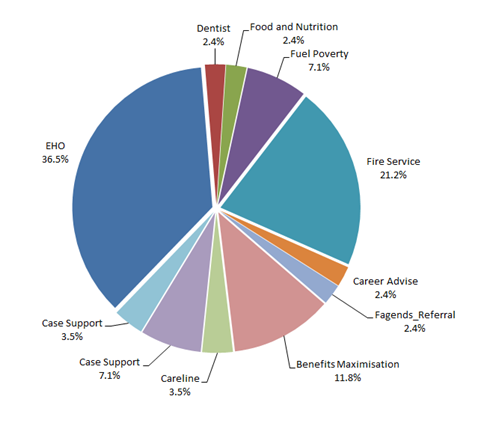 Dentist
2.4%
Food and Nutrition
2.4%
Fuel Poverty
7.1%
Fire Service
21.2%
Career Advise
2.4%
Fagends_Referral
2.4%
Benefits Maximisation
11.8%
Careline
3.5%
Case Support
7.1%
Case Support
3.5%
EHO
36.5%